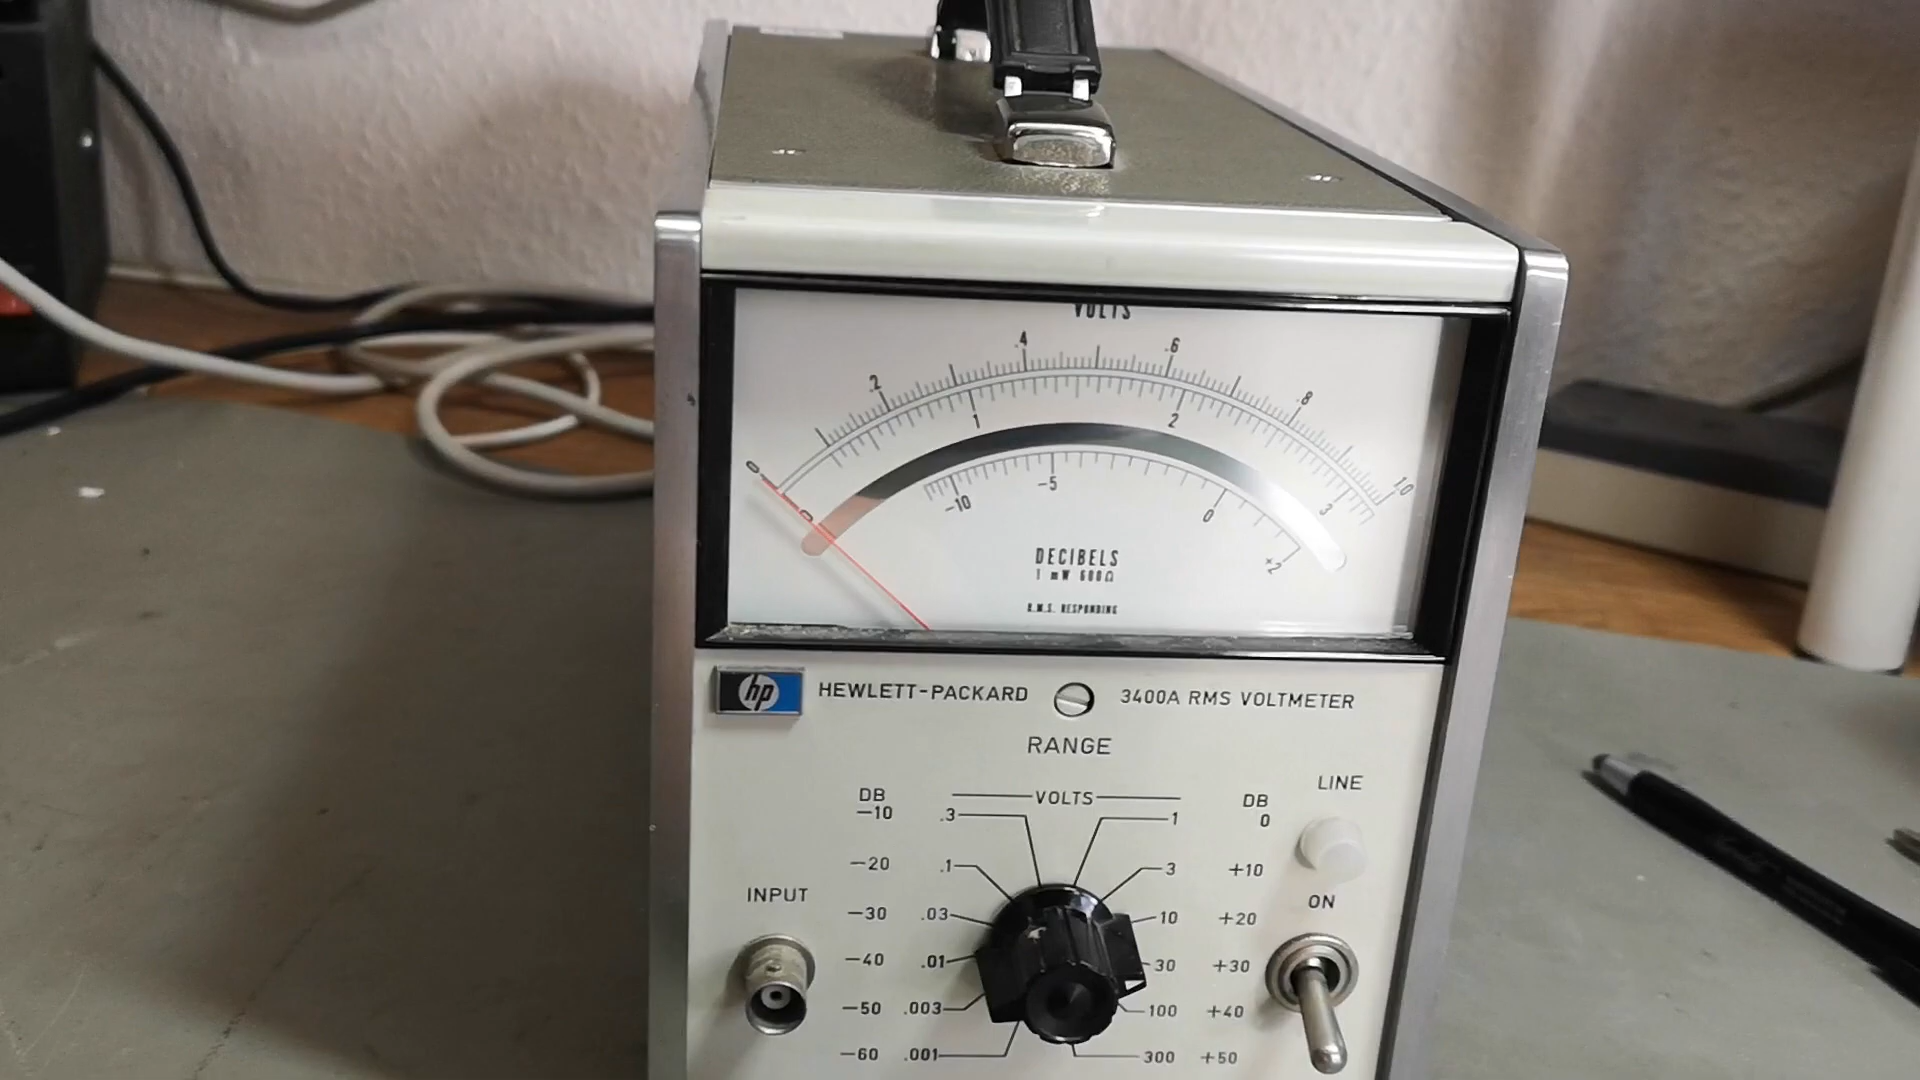 VOLTS
0 .2 .4 .6 .8 1.0
0 1 2 3
-10 -5 0 +2
DECIBELS
1 mW 600Ω
R.M.S. RESPONDING
hp HEWLETT-PACKARD 3400A RMS VOLTMETER
RANGE
LINE
DB VOLTS DB
-10 .3 1 0
-20 .1 3 +10
INPUT ON
-30 .03 10 +20
-40 .01 30 +30
-50 .003 100 +40
-60 .001 300 +50